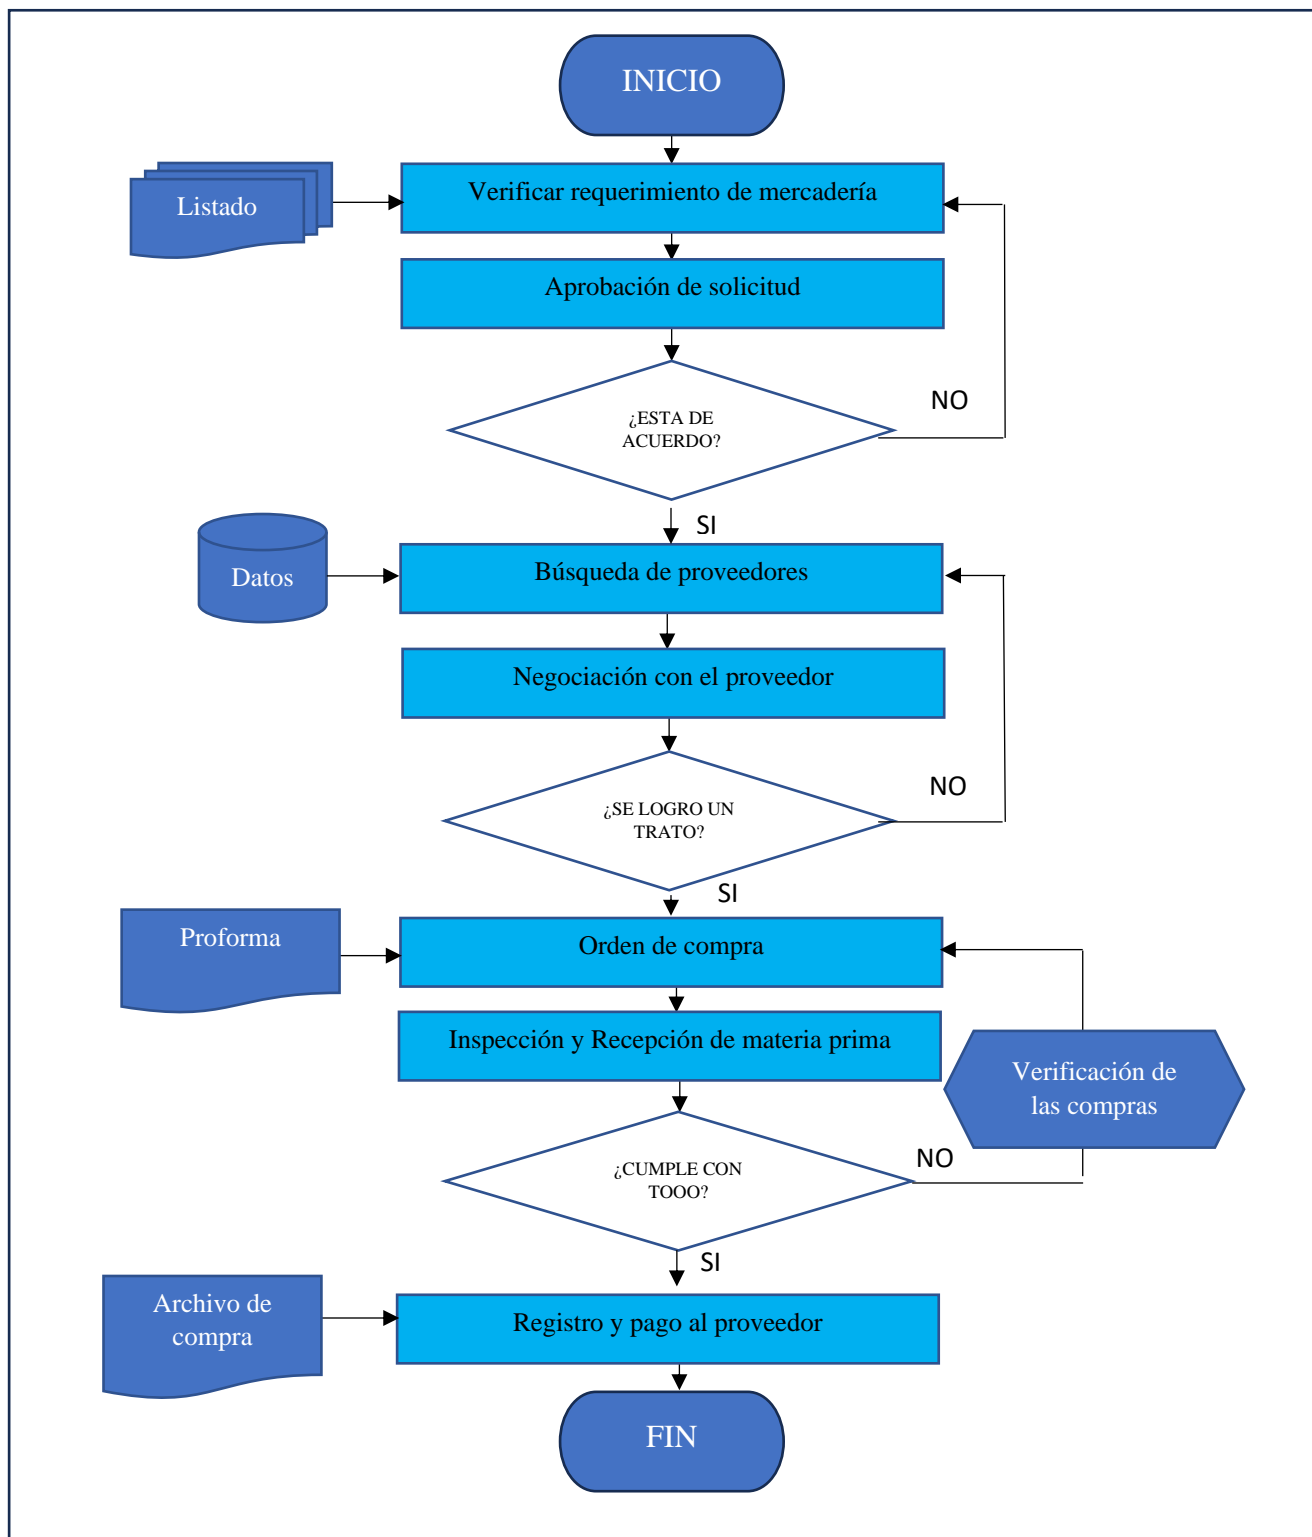 INICIO
Listado
Verificar requerimiento de mercadería
Aprobación de solicitud
¿ESTA DE
ACUERDO?
NO
SI
Datos
Búsqueda de proveedores
Negociación con el proveedor
¿SE LOGRO UN
TRATO?
NO
SI
Proforma
Orden de compra
Inspección y Recepción de materia prima
Verificación de
las compras
¿CUMPLE CON
TOOO?
NO
SI
Archivo de
compra
Registro y pago al proveedor
FIN